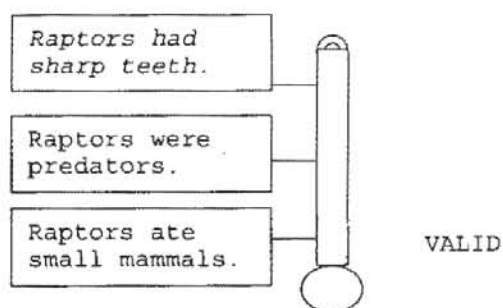 Raptors had
sharp teeth.
Raptors were
predators.
Raptors ate
small mammals.
VALID